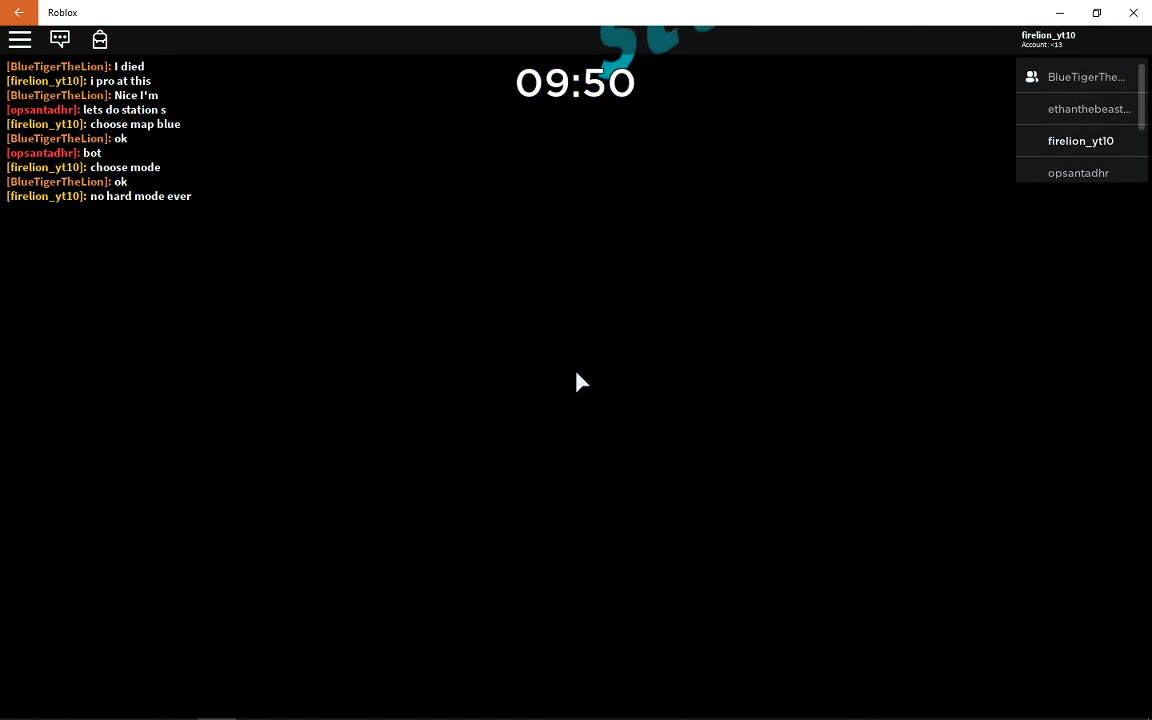 Roblox
firelion_yt10
Account: <13
[BlueTigerTheLion]: I died
[firelion_yt10]: i pro at this
[BlueTigerTheLion]: Nice I'm
[opsantadhr]: lets do station s
[firelion_yt10]: choose map blue
[BlueTigerTheLion]: ok
[opsantadhr]: bot
[firelion_yt10]: choose mode
[BlueTigerTheLion]: ok
[firelion_yt10]: no hard mode ever
09:50
BlueTigerThe...
ethanthebeast...
firelion_yt10
opsantadhr